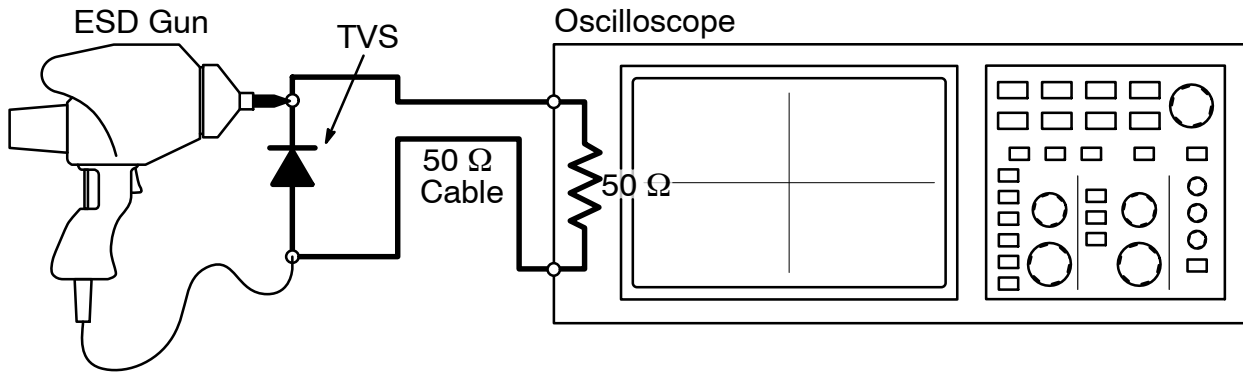 ESD Gun
TVS
Oscilloscope
50 Ω
Cable
50 Ω